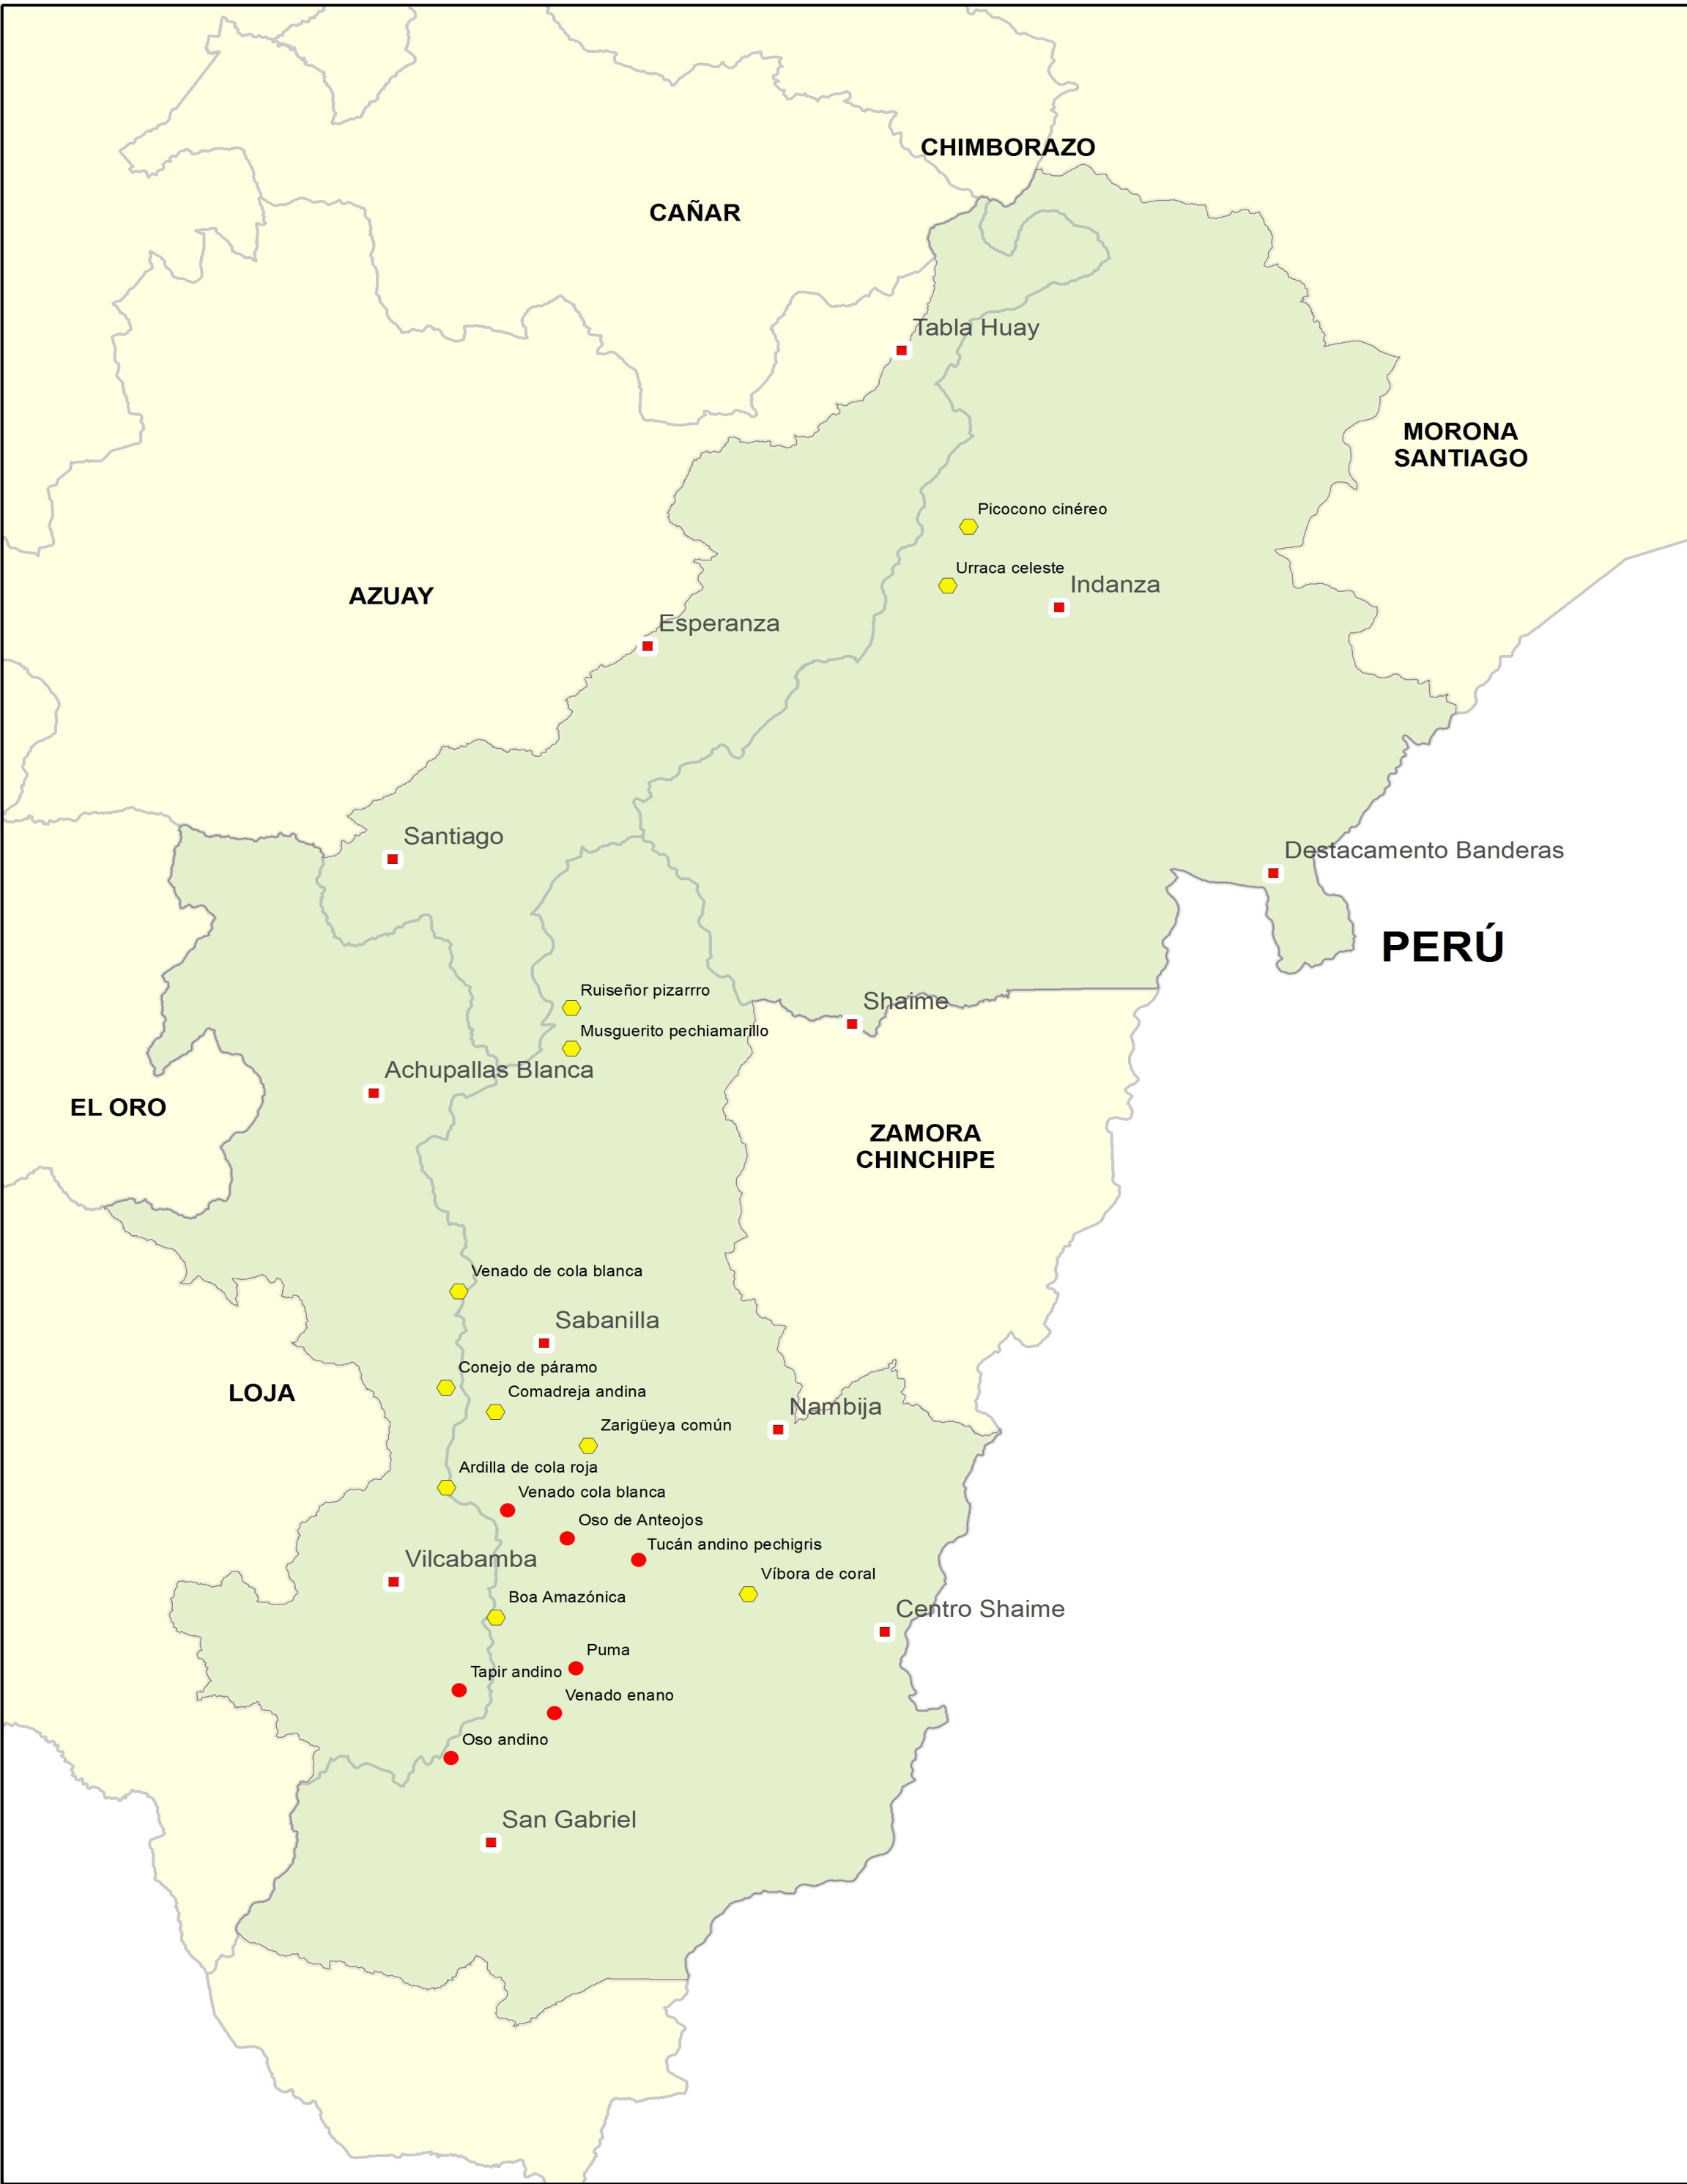 CHIMBORAZO
CAÑAR
Tabla Huay
MORONA
SANTIAGO
Picocono cinéreo
Urraca celeste
Indanza
AZUAY
Esperanza
Santiago
Destacamento Banderas
PERÚ
Ruiseñor pizarrro
Shaime
Musguerito pechiamarillo
Achupallas Blanca
EL ORO
ZAMORA
CHINCHIPE
Venado de cola blanca
Sabanilla
Conejo de páramo
LOJA
Comadreja andina
Nambija
Zarigüeya común
Ardilla de cola roja
Venado cola blanca
Oso de Anteojos
Tucán andino pechigris
Vilcabamba
Víbora de coral
Boa Amazónica
Centro Shaime
Puma
Tapir andino
Venado enano
Oso andino
San Gabriel